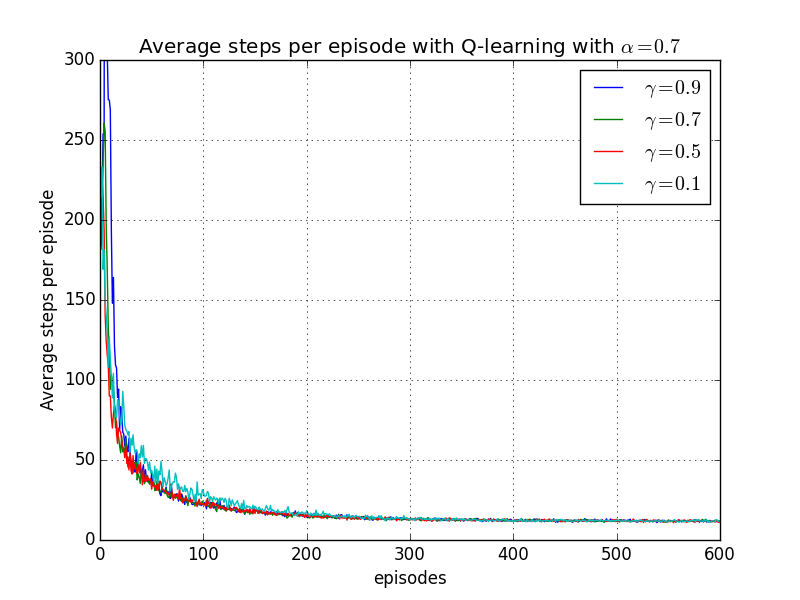 Average steps per episode with Q-learning with α=0.7
300
250
200
150
100
50
0
Average steps per episode
γ=0.9
γ=0.7
γ=0.5
γ=0.1
0 100 200 300 400 500 600
episodes